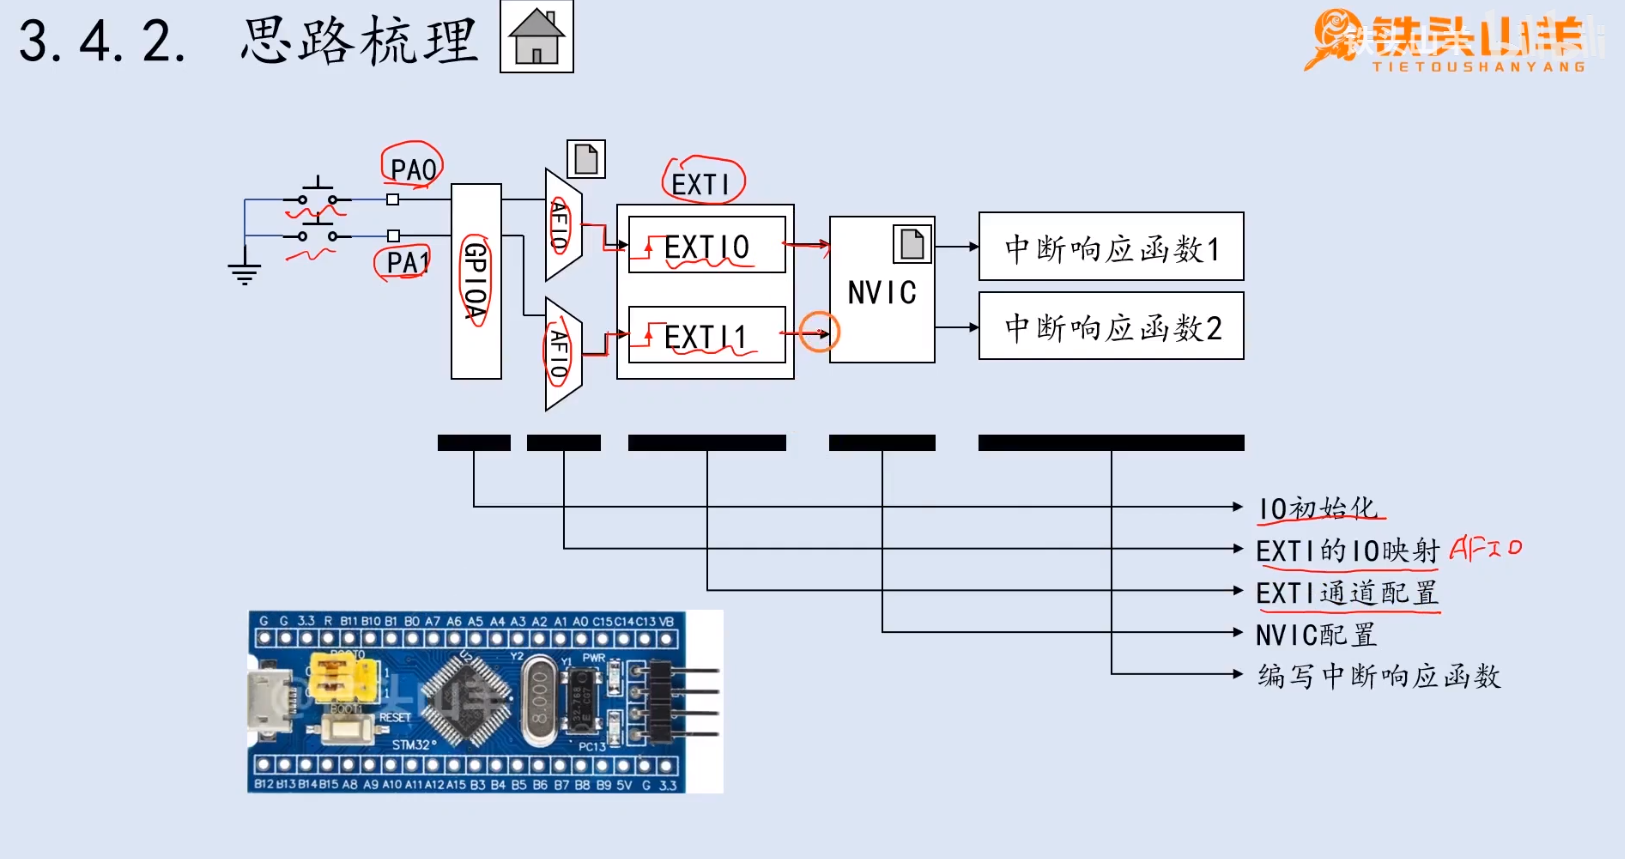 3.4.2. 思路梳理
铁头山羊
TIETOUSHANYANG
PA0
PA1
GPIOA
AFIO
AFIO
EXTI
EXTI0
EXTI1
NVIC
中断响应函数1
中断响应函数2
IO初始化
EXTI的IO映射 AFIO
EXTI通道配置
NVIC配置
编写中断响应函数
G G 3.3 R B11 B10 B1 B0 A7 A6 A5 A4 A3 A2 A1 A0 C15 C14 C13 VB
BOOT0
U2
Y2
Y1
PWR
8.000
1
1
BOOT1
RESET
STM32
PC13
@铁头山羊
B12 B13 B14 B15 A8 A9 A10 A11 A12 A15 B3 B4 B5 B6 B7 B8 B9 5V G 3.3